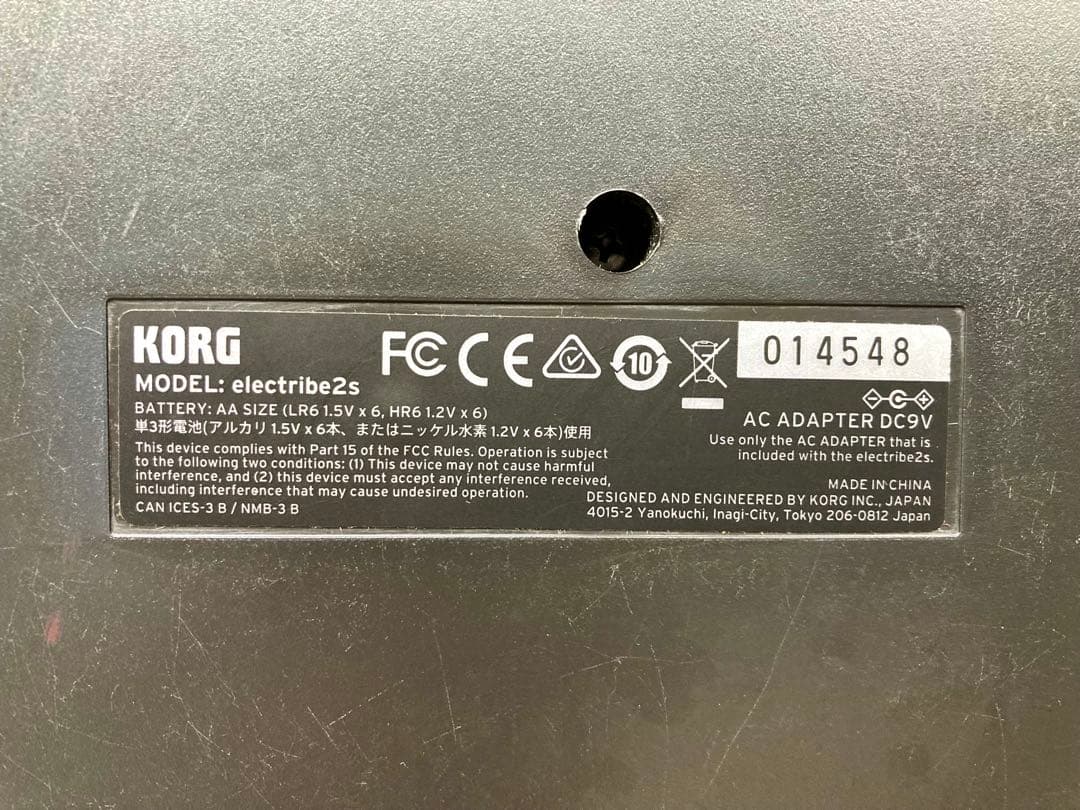 KORG
MODEL: electribe2s
BATTERY: AA SIZE (LR6 1.5V x 6, HR6 1.2V x 6)
単3形電池(アルカリ 1.5V x 6本、またはニッケル水素 1.2V x 6本)使用
This device complies with Part 15 of the FCC Rules. Operation is subject
to the following two conditions: (1) This device may not cause harmful
interference, and (2) this device must accept any interference received,
including interference that may cause undesired operation.
CAN ICES-3 B / NMB-3 B
FC CE 10
014548
AC ADAPTER DC9V
Use only the AC ADAPTER that is
included with the electribe2s.
MADE IN CHINA
DESIGNED AND ENGINEERED BY KORG INC., JAPAN
4015-2 Yanokuchi, Inagi-City, Tokyo 206-0812 Japan